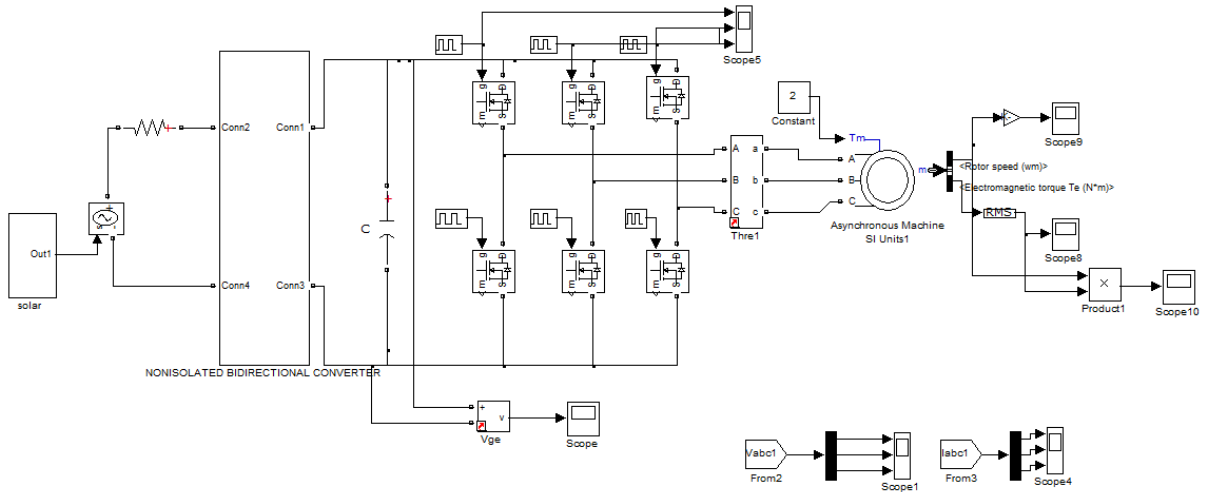 Scope5
g
D
m
E
S
g
D
m
E
S
g
D
m
E
S
2
Constant
Tm
Conn2
Conn1
+
+
s
-
Out1
solar
Conn4
Conn3
NONISOLATED BIDIRECTIONAL CONVERTER
+
C
A
a
B
b
C
c
Thre1
A
B
C
m
Asynchronous Machine
SI Units1
Scope9
<Rotor speed (wm)>
<Electromagnetic torque Te (N*m)>
RMS
Scope8
×
Product1
Scope10
+
v
-
Vge
Scope
Vabc1
From2
Scope1
Iabc1
From3
Scope4